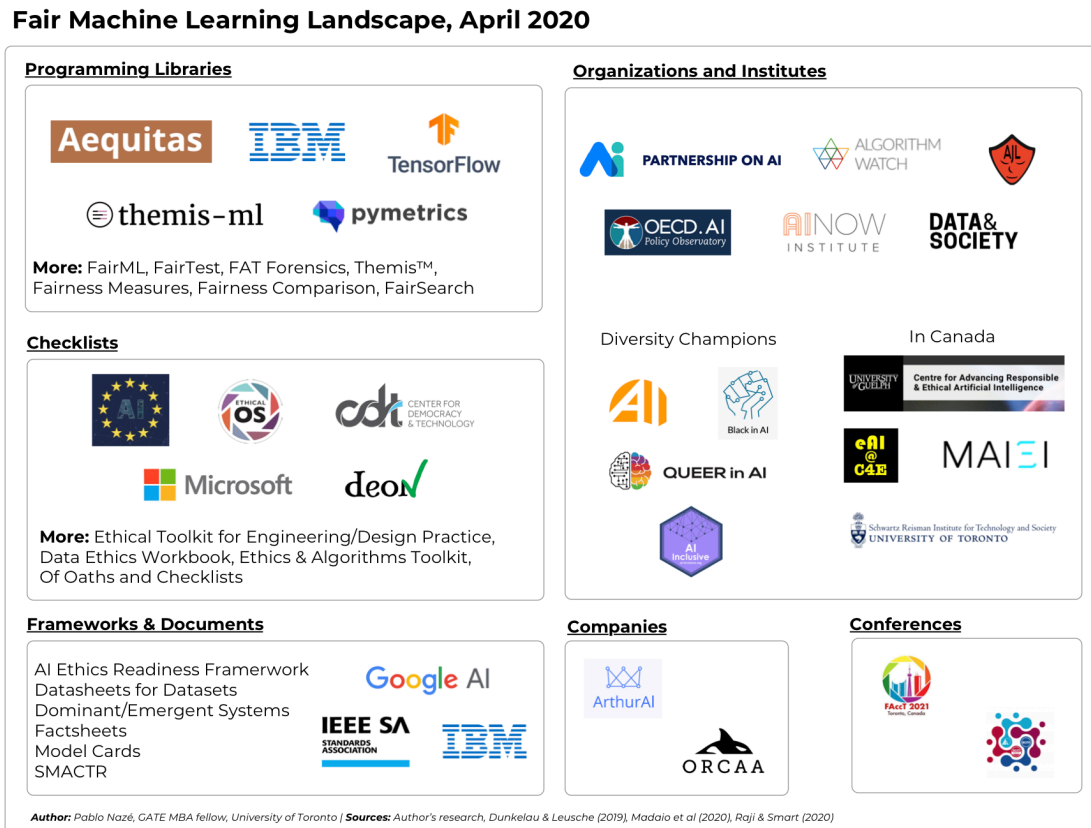 Fair Machine Learning Landscape, April 2020
Programming Libraries
Aequitas
IBM
TensorFlow
themis-ml
pymetrics
More: FairML, FairTest, FAT Forensics, Themis™,
Fairness Measures, Fairness Comparison, FairSearch
Checklists
AI
ETHICAL
OS
cdt
CENTER FOR
DEMOCRACY
& TECHNOLOGY
Microsoft
deon
More: Ethical Toolkit for Engineering/Design Practice,
Data Ethics Workbook, Ethics & Algorithms Toolkit,
Of Oaths and Checklists
Frameworks & Documents
AI Ethics Readiness Framerwork
Datasheets for Datasets
Dominant/Emergent Systems
Factsheets
Model Cards
SMACTR
Google AI
IEEE SA
STANDARDS
ASSOCIATION
IBM
Organizations and Institutes
Ai
PARTNERSHIP ON AI
ALGORITHM
WATCH
AJL
OECD.AI
Policy Observatory
AINOW
INSTITUTE
DATA&
SOCIETY
Diversity Champions
AI
Black in AI
QUEER in AI
AI
Inclusive
In Canada
UNIVERSITY
OF GUELPH
Centre for Advancing Responsible
& Ethical Artificial Intelligence
eAI
@
C4E
MAIEI
Schwartz Reisman Institute for Technology and Society
UNIVERSITY OF TORONTO
Companies
ArthurAI
ORCAA
Conferences
FAccT 2021
Toronto, Canada
Author: Pablo Nazé, GATE MBA fellow, University of Toronto | Sources: Author's research, Dunkelau & Leusche (2019), Madaio et al (2020), Raji & Smart (2020)